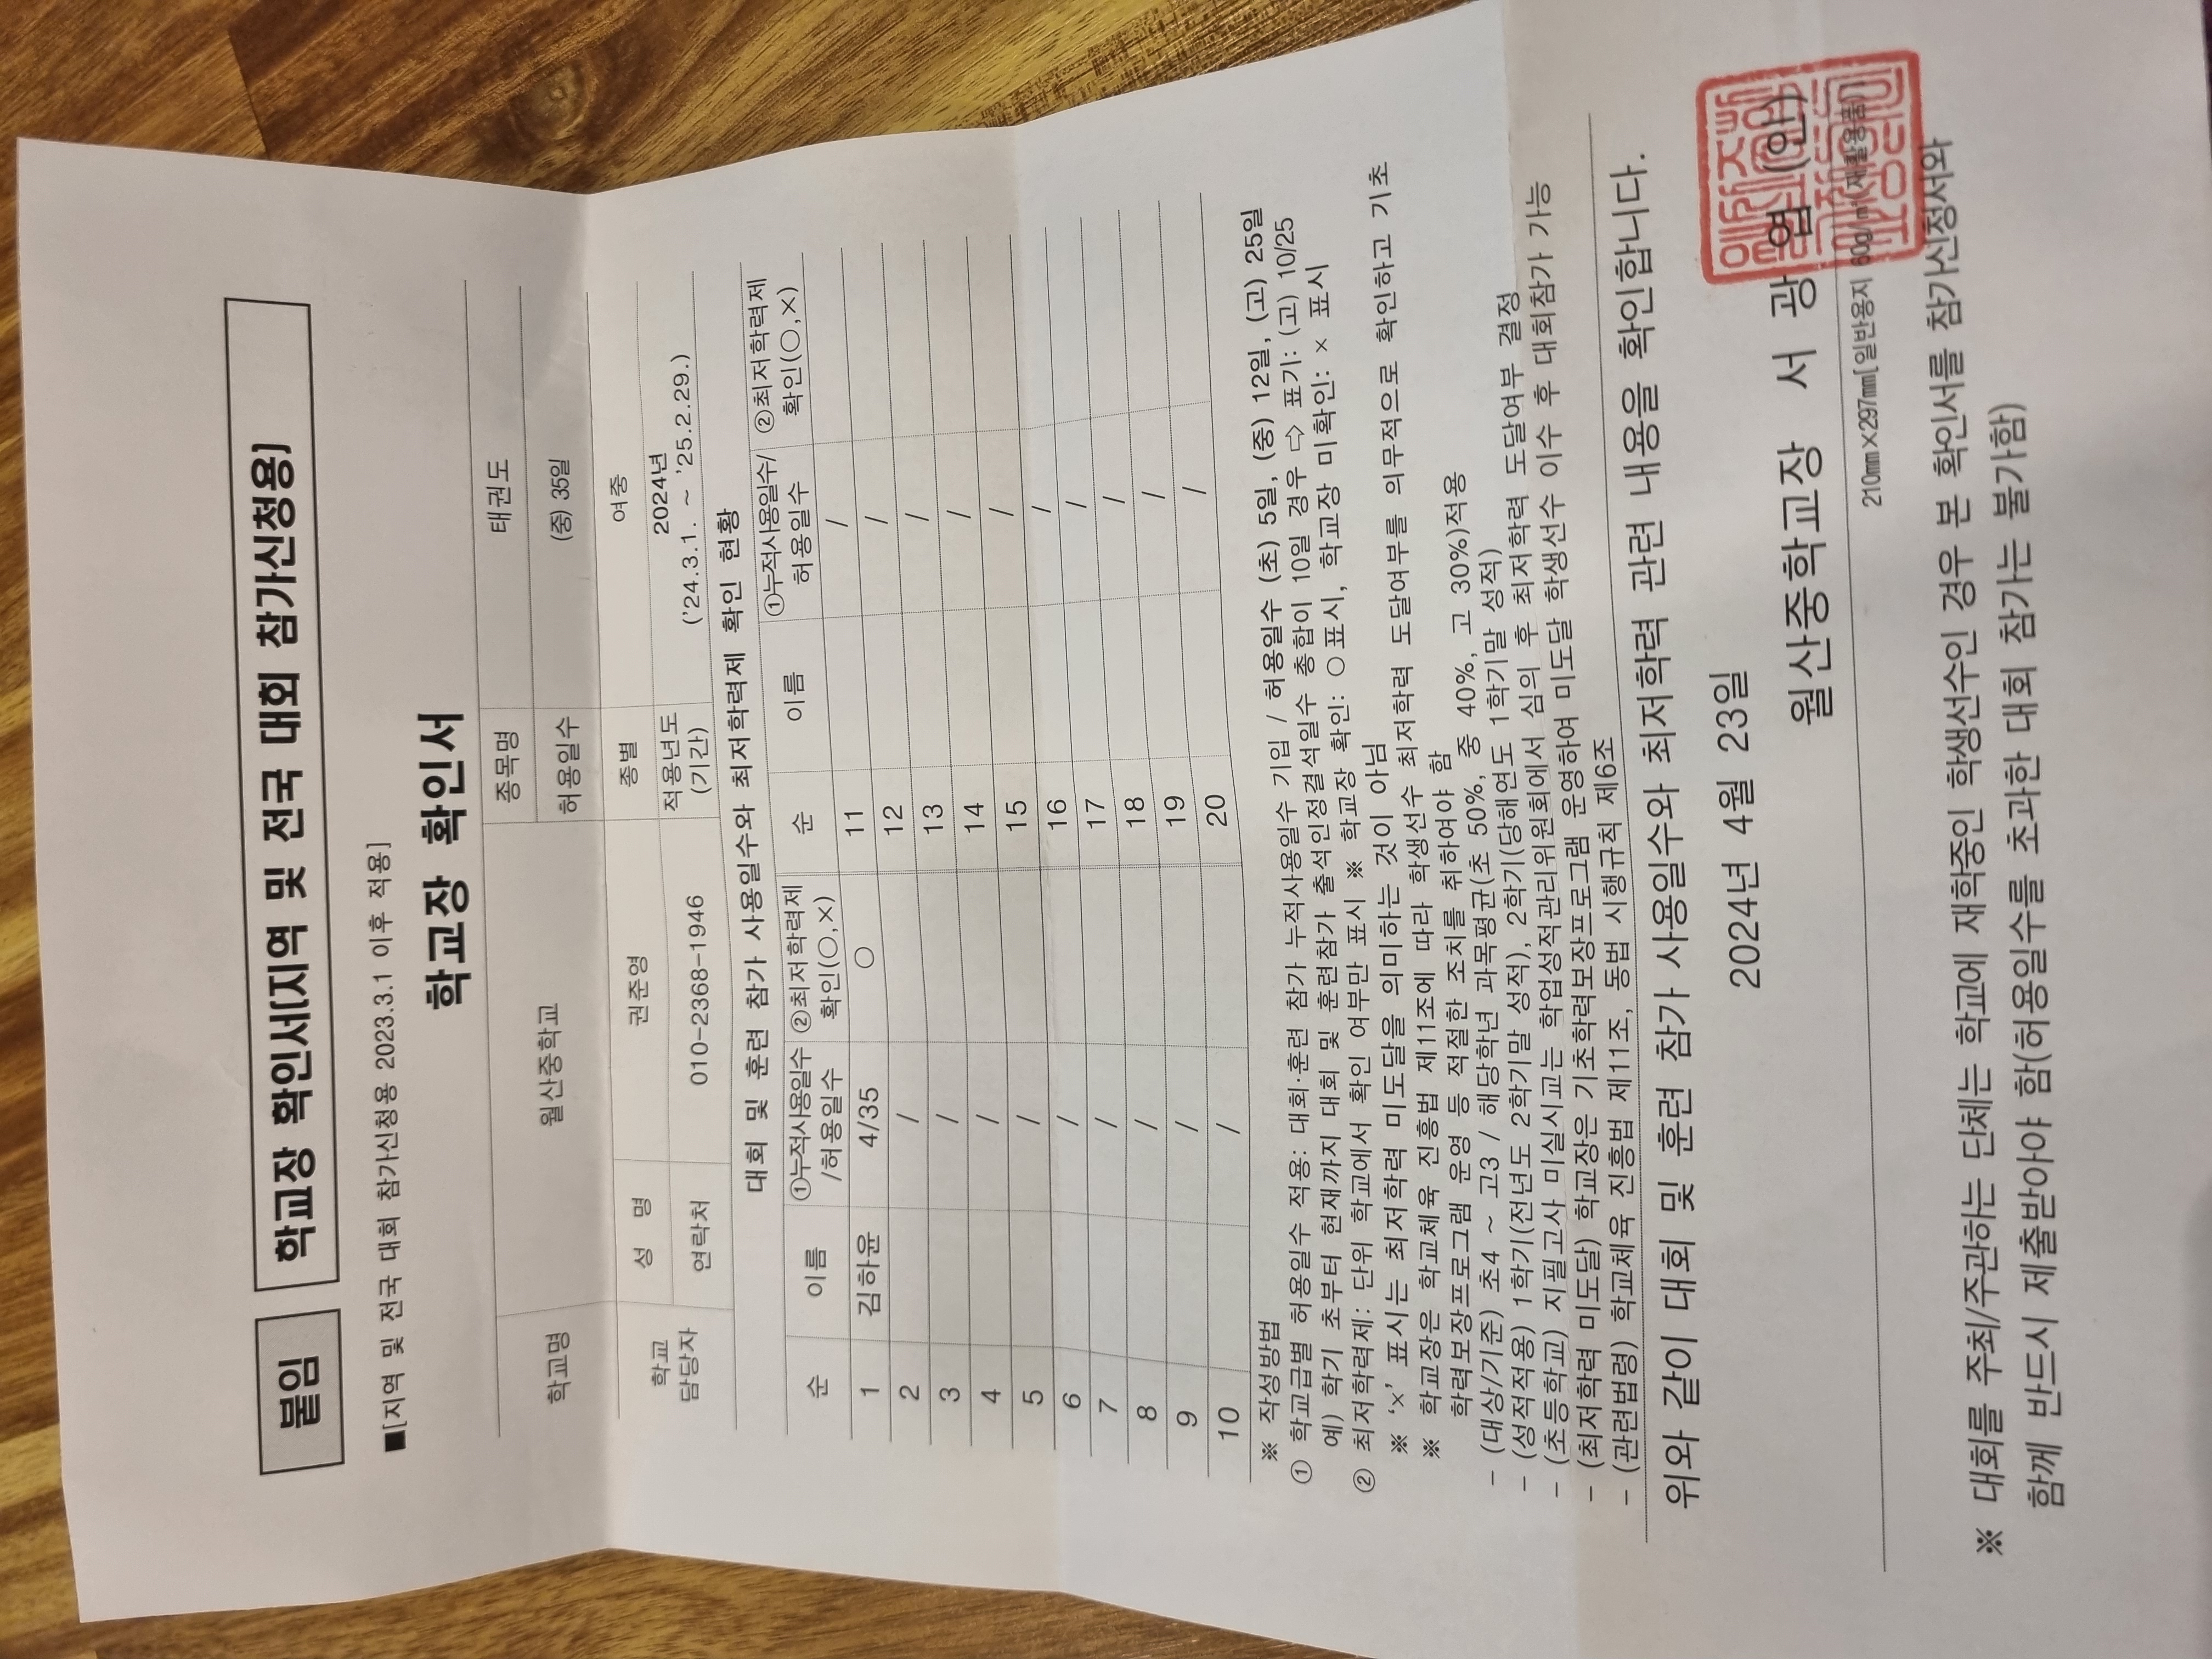 붙임 학교장 확인서(지역 및 전국 대회 참가신청용)
■[지역 및 전국 대회 참가신청용 2023.3.1 이후 적용]
학교장 확인서
학교명 월산중학교 종목명 태권도
허용일수 (중) 35일
학교 담당자 성 명 권준영 종별 여중
연락처 010-2368-1946 적용년도 (기간) 2024년 ('24.3.1. ~ '25.2.29.)
대회 및 훈련 참가 사용일수와 최저학력제 확인 현황
순 이름 ①누적사용일수/허용일수 ②최저학력제 확인(○,×) 순 이름 ①누적사용일수/허용일수 ②최저학력제 확인(○,×)
1 김하윤 4/35 ○ 11 /
2 / 12 /
3 / 13 /
4 / 14 /
5 / 15 /
6 / 16 /
7 / 17 /
8 / 18 /
9 / 19 /
10 / 20 /
※ 작성방법
① 학교급별 허용일수 적용: 대회·훈련 참가 누적사용일수 기입 / 허용일수 (초) 5일, (중) 12일, (고) 25일
예) 학기 초부터 현재까지 대회 및 훈련참가 출석인정결석일수 총합이 10일 경우 ⇨ 표기: (고) 10/25
② 최저학력제: 단위 학교에서 확인 여부만 표시 ※ 학교장 확인: ○표시, 학교장 미확인: × 표시
※ '×' 표시는 최저학력 미도달을 의미하는 것이 아님
※ 학교장은 학교체육 진흥법 제11조에 따라 학생선수 최저학력 도달여부를 의무적으로 확인하고 기초
학력보장프로그램 운영 등 적절한 조치를 취하여야 함
- (대상/기준) 초4 ~ 고3 / 해당학년 과목평균(초 50%, 중 40%, 고 30%)적용
- (성적적용) 1학기(전년도 2학기말 성적), 2학기(당해연도 1학기말 성적)
- (초등학교) 지필고사 미실시교는 학업성적관리위원회에서 심의 후 최저학력 도달여부 결정
- (최저학력 미도달) 학교장은 기초학력보장프로그램 운영하여 미도달 학생선수 이수 후 대회참가 가능
- (관련법령) 학교체육 진흥법 제11조, 동법 시행규칙 제6조
위와 같이 대회 및 훈련 참가 사용일수와 최저학력 관련 내용을 확인합니다.
2024년 4월 23일
월산중학교장 서 광 엽 (인)
210㎜×297㎜[일반용지 60g/㎡(재활용품)]
※ 대회를 주최/주관하는 단체는 학교에 재학중인 학생선수인 경우 본 확인서를 참가신청서와
함께 반드시 제출받아야 함(허용일수를 초과한 대회 참가는 불가함)